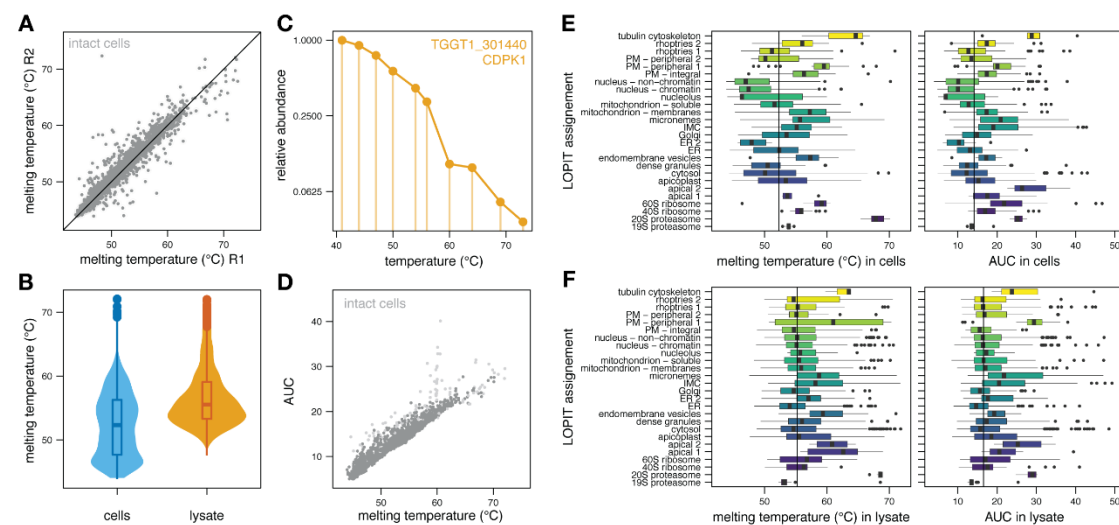 A
intact cells
melting temperature (°C) R2
70
60
50
50
60
70
melting temperature (°C) R1
B
melting temperature (°C)
70
60
50
cells
lysate
C
TGGT1_301440
CDPK1
relative abundance
1.0000
0.2500
0.0625
40
50
60
70
temperature (°C)
D
intact cells
AUC
40
30
20
10
50
60
70
melting temperature (°C)
E
LOPIT assignement
tubulin cytoskeleton
rhoptries 2
rhoptries 1
PM – peripheral 2
PM – peripheral 1
PM – integral
nucleus – non–chromatin
nucleus – chromatin
nucleolus
mitochondrion – soluble
mitochondrion – membranes
micronemes
IMC
Golgi
ER 2
ER
endomembrane vesicles
dense granules
cytosol
apicoplast
apical 2
apical 1
60S ribosome
40S ribosome
20S proteasome
19S proteasome
50
60
70
melting temperature (°C) in cells
10
20
30
40
50
AUC in cells
F
LOPIT assignement
tubulin cytoskeleton
rhoptries 2
rhoptries 1
PM – peripheral 2
PM – peripheral 1
PM – integral
nucleus – non–chromatin
nucleus – chromatin
nucleolus
mitochondrion – soluble
mitochondrion – membranes
micronemes
IMC
Golgi
ER 2
ER
endomembrane vesicles
dense granules
cytosol
apicoplast
apical 2
apical 1
60S ribosome
40S ribosome
20S proteasome
19S proteasome
50
60
70
melting temperature (°C) in lysate
10
20
30
40
50
AUC in lysate